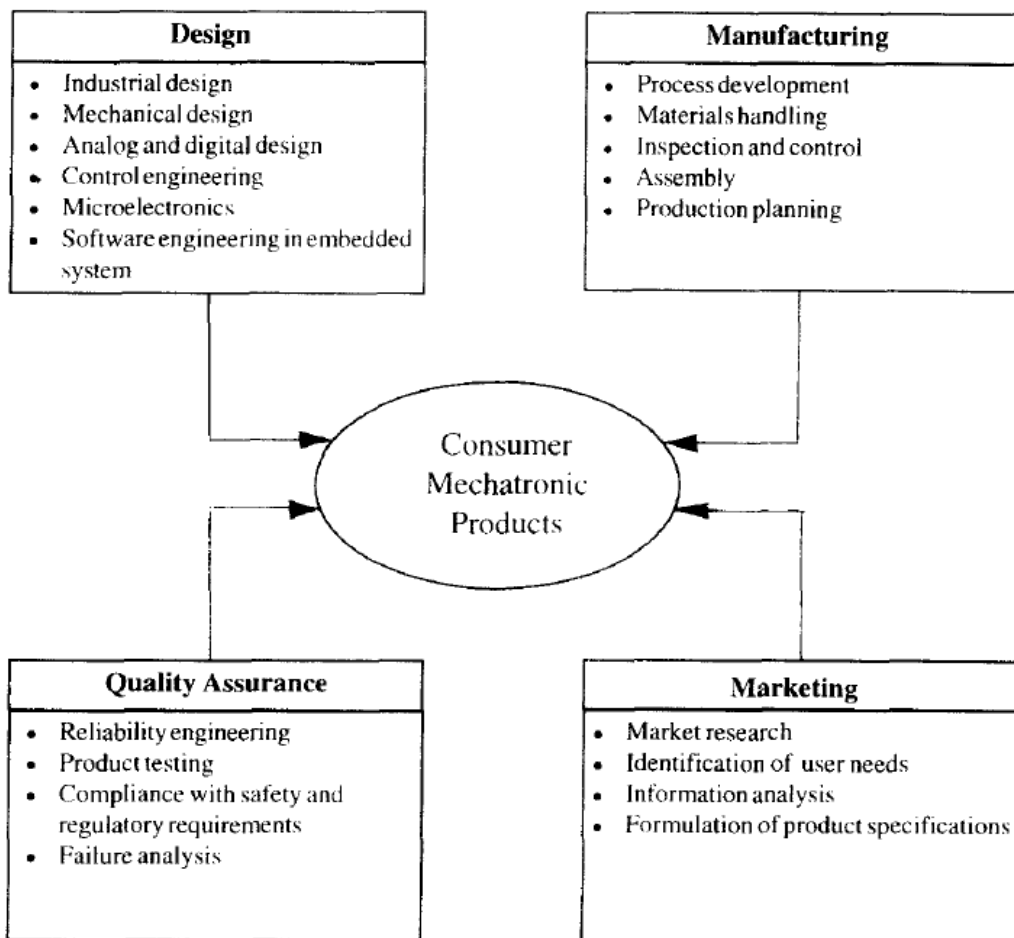 Design
• Industrial design
• Mechanical design
• Analog and digital design
• Control engineering
• Microelectronics
• Software engineering in embedded
system
Manufacturing
• Process development
• Materials handling
• Inspection and control
• Assembly
• Production planning
Consumer
Mechatronic
Products
Quality Assurance
• Reliability engineering
• Product testing
• Compliance with safety and
regulatory requirements
• Failure analysis
Marketing
• Market research
• Identification of user needs
• Information analysis
• Formulation of product specifications